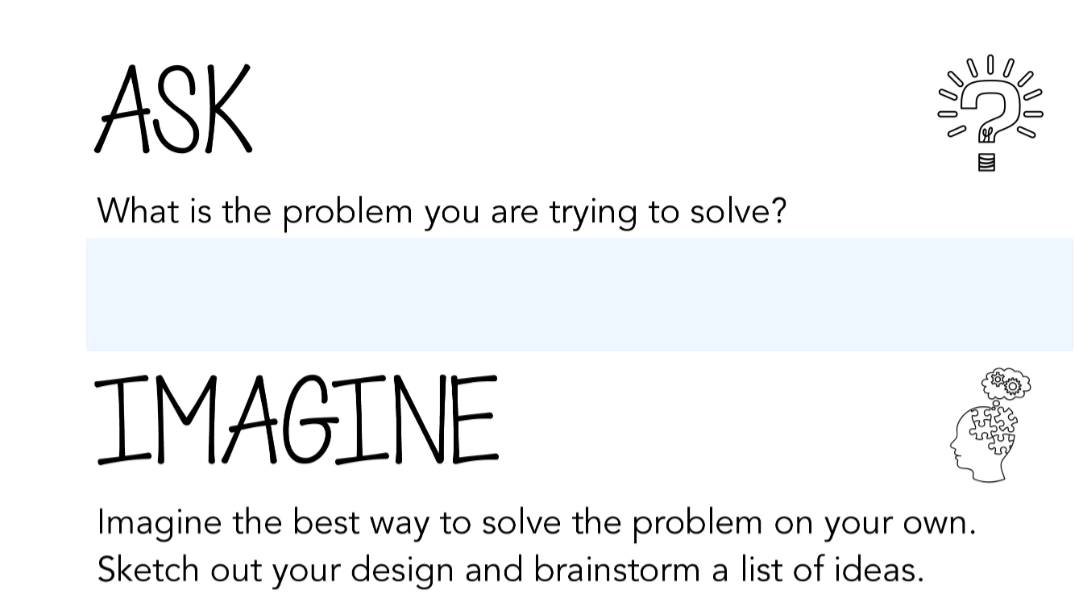 ASK
What is the problem you are trying to solve?
IMAGINE
Imagine the best way to solve the problem on your own.
Sketch out your design and brainstorm a list of ideas.